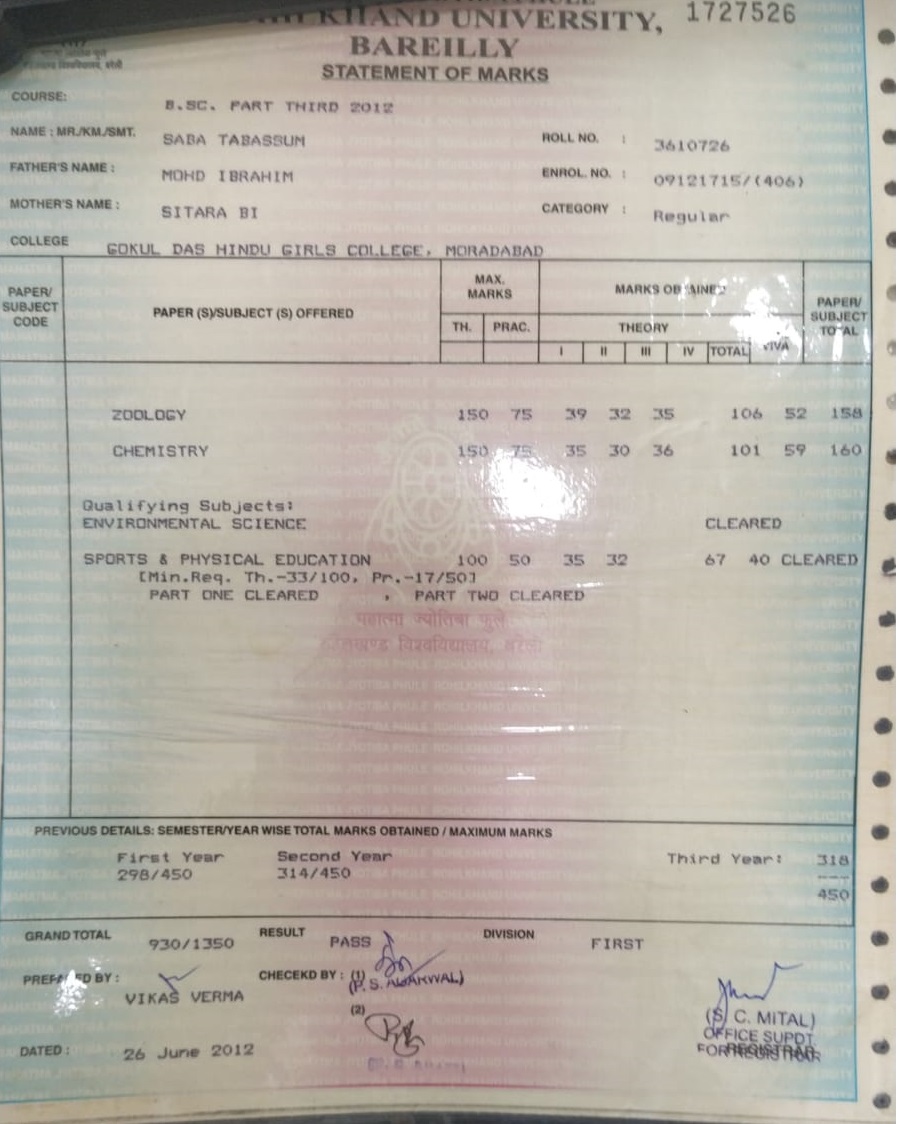 UNIVERSITY, 1727526
BAREILLY
STATEMENT OF MARKS
COURSE: B.SC. PART THIRD 2012
NAME : MR./KM./SMT. SABA TABASSUM ROLL NO. : 3610726
FATHER'S NAME : MOHD IBRAHIM ENROL. NO. : 09121715/(406)
MOTHER'S NAME : SITARA BI CATEGORY : Regular
COLLEGE GOKUL DAS HINDU GIRLS COLLEGE, MORADABAD
PAPER/ SUBJECT CODE PAPER (S)/SUBJECT (S) OFFERED MAX. MARKS MARKS OBTAINED PAPER/ SUBJECT TOTAL
TH. PRAC. THEORY VIVA
I II III IV TOTAL
ZOOLOGY 150 75 39 32 35 106 52 158
CHEMISTRY 150 75 35 30 36 101 59 160
Qualifying Subjects:
ENVIRONMENTAL SCIENCE CLEARED
SPORTS & PHYSICAL EDUCATION 100 50 35 32 67 40 CLEARED
[Min.Req. Th.-33/100, Pr.-17/50]
PART ONE CLEARED , PART TWO CLEARED
महात्मा ज्योतिबा फुले
विश्वविद्यालय, बरेली
PREVIOUS DETAILS: SEMESTER/YEAR WISE TOTAL MARKS OBTAINED / MAXIMUM MARKS
First Year Second Year Third Year: 318
298/450 314/450 ---
450
GRAND TOTAL 930/1350 RESULT PASS DIVISION FIRST
PREPARED BY : VIKAS VERMA CHECEKD BY : (1)
(P. S. AGARWAL)
(2)
(S. C. MITAL)
OFFICE SUPDT.
FOR REGISTRAR
DATED : 26 June 2012